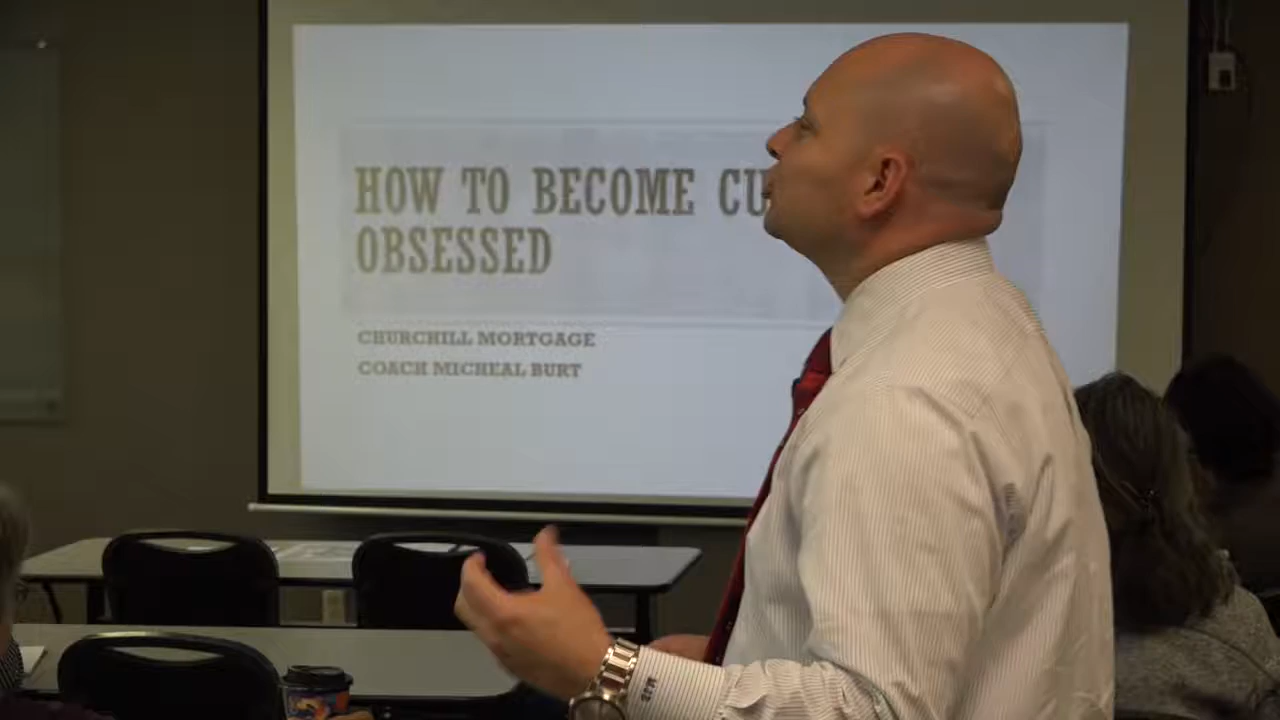 HOW TO BECOME CU
OBSESSED
CHURCHILL MORTGAGE
COACH MICHEAL BURT